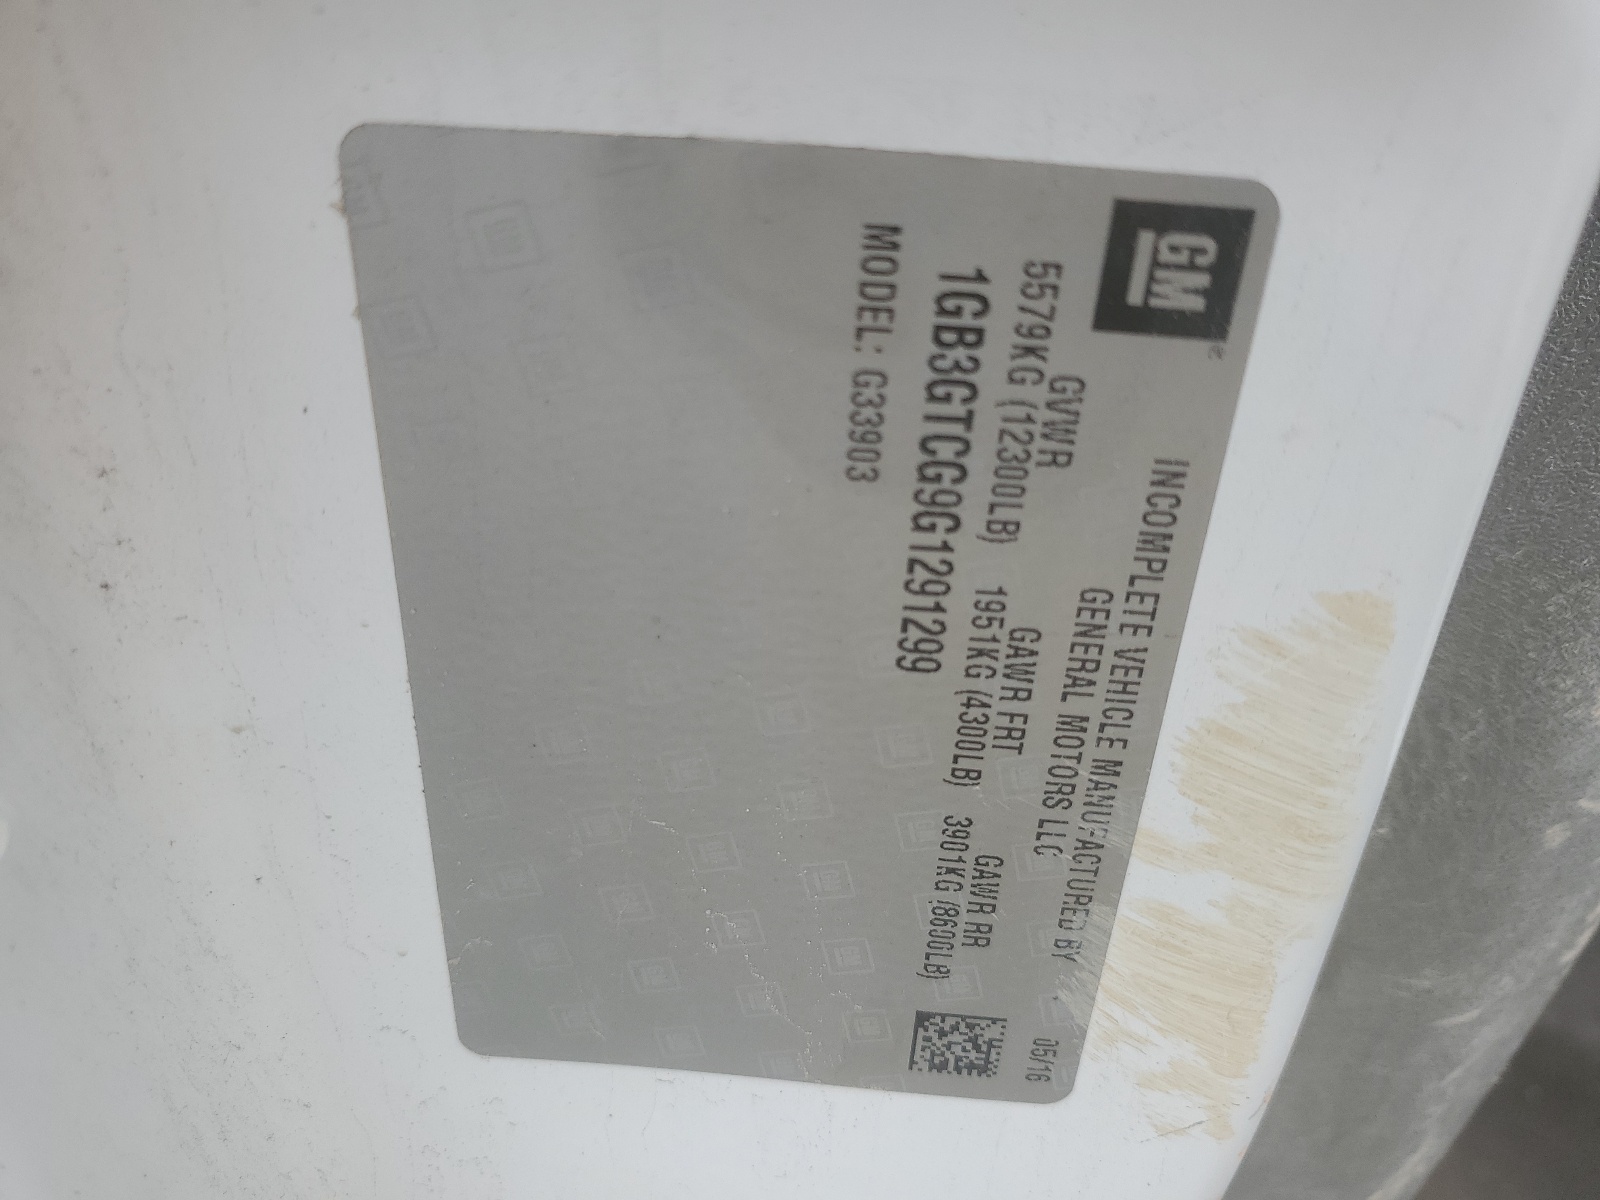 GM
INCOMPLETE VEHICLE MANUFACTURED BY
GENERAL MOTORS LLC
05/16
GVWR GAWR FRT GAWR RR
5579KG (12300LB) 1951KG (4300LB) 3901KG (8600LB)
1GB3GTCG9G1291299
MODEL: G33903